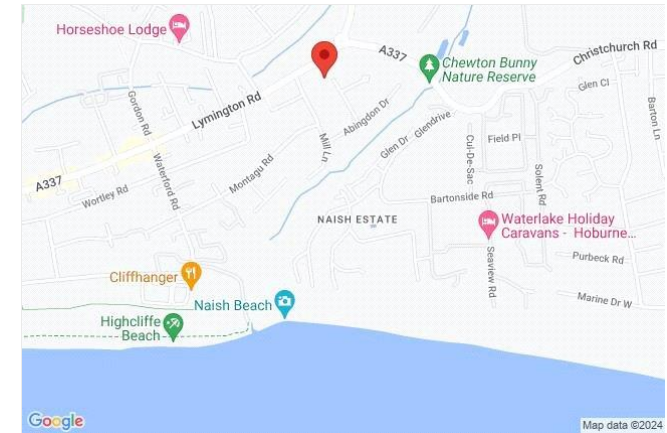 Horseshoe Lodge
A337
Chewton Bunny
Nature Reserve
Christchurch Rd
Glen Cl
Barton Ln
Gordon Rd
Lymington Rd
Abingdon Dr
Mill Ln
Glendrive
Glen Dr
Cul-De-Sac
Field Pl
Solent Rd
A337
Wortley Rd
Waterford Rd
Montagu Rd
Bartonside Rd
NAISH ESTATE
Waterlake Holiday
Caravans - Hoburne...
Seaview Rd
Purbeck Rd
Marine Dr W
Cliffhanger
Naish Beach
Highcliffe
Beach
Google
Map data ©2024